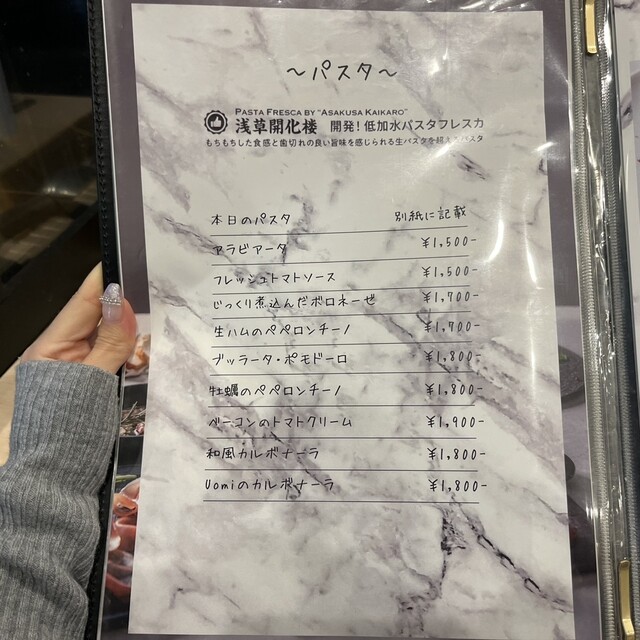 ～パスタ～
PASTA FRESCA BY "ASAKUSA KAIKARO"
浅草開化楼 開発！低加水パスタフレスカ
もちもちした食感と歯切れの良い旨味を感じられる生パスタを超えたパスタ
本日のパスタ 別紙に記載
アラビアータ ¥1,500-
フレッシュトマトソース ¥1,500-
じっくり煮込んだボロネーゼ ¥1,700-
生ハムのペペロンチーノ ¥1,700-
ブッラータ・ポモドーロ ¥1,800-
牡蠣のペペロンチーノ ¥1,800-
ベーコンのトマトクリーム ¥1,900-
和風カルボナーラ ¥1,800-
Uomiのカルボナーラ ¥1,800-